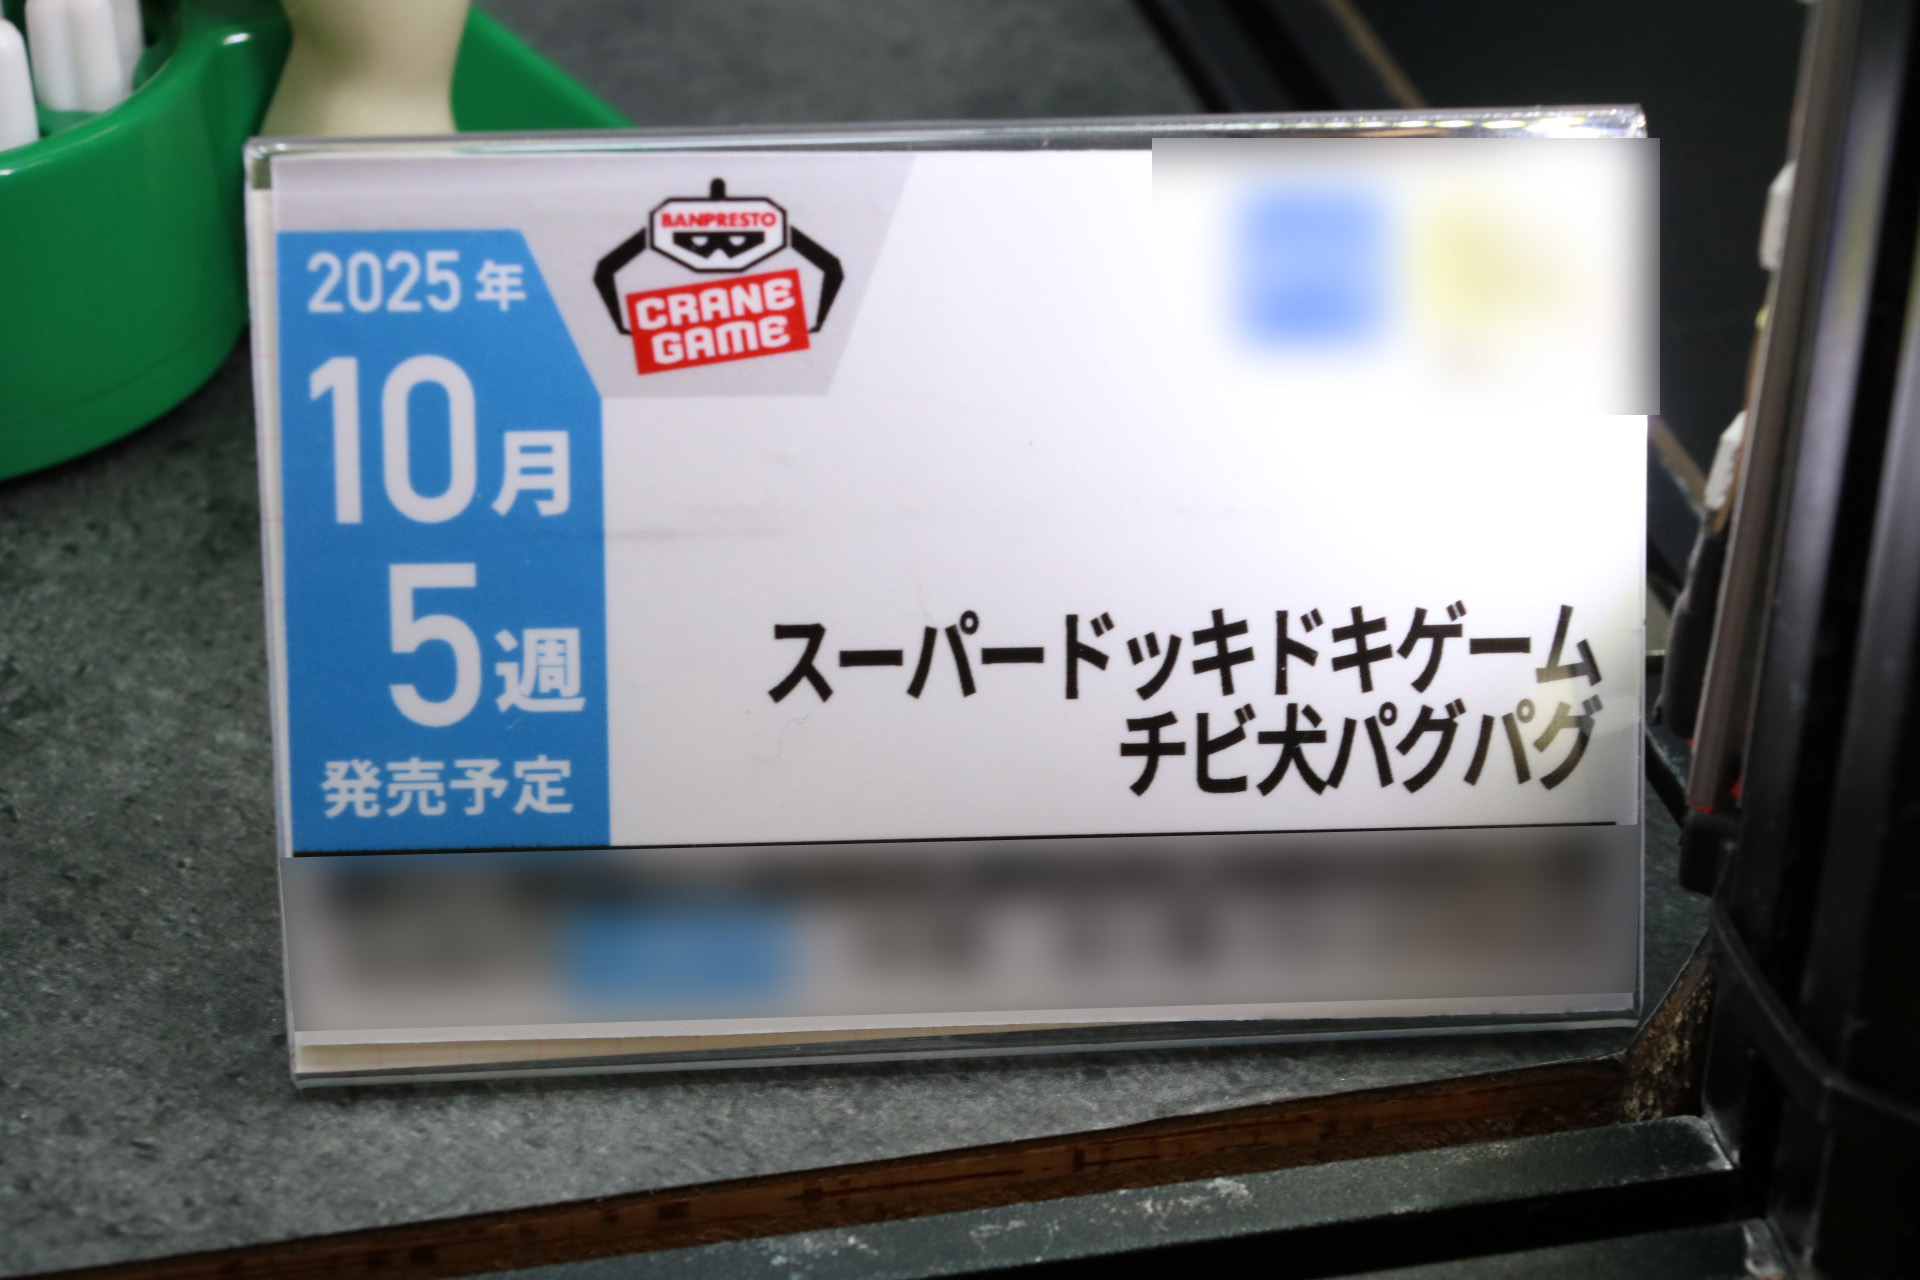 2025年
10月
5週
発売予定
BANPRESTO
CRANE
GAME
スーパードッキドキゲーム
チビ犬パグパグ